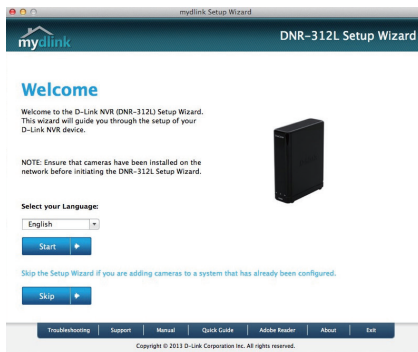 mydlink Setup Wizard
mydlink
DNR-312L Setup Wizard
Welcome
Welcome to the D-Link NVR (DNR-312L) Setup Wizard.
This wizard will guide you through the setup of your
D-Link NVR device.
NOTE: Ensure that cameras have been installed on the
network before initiating the DNR-312L Setup Wizard.
Select your Language:
English
Start
Skip the Setup Wizard if you are adding cameras to a system that has already been configured.
Skip
Troubleshooting Support Manual Quick Guide Adobe Reader About Exit
Copyright © 2013 D-Link Corporation Inc. All rights reserved.